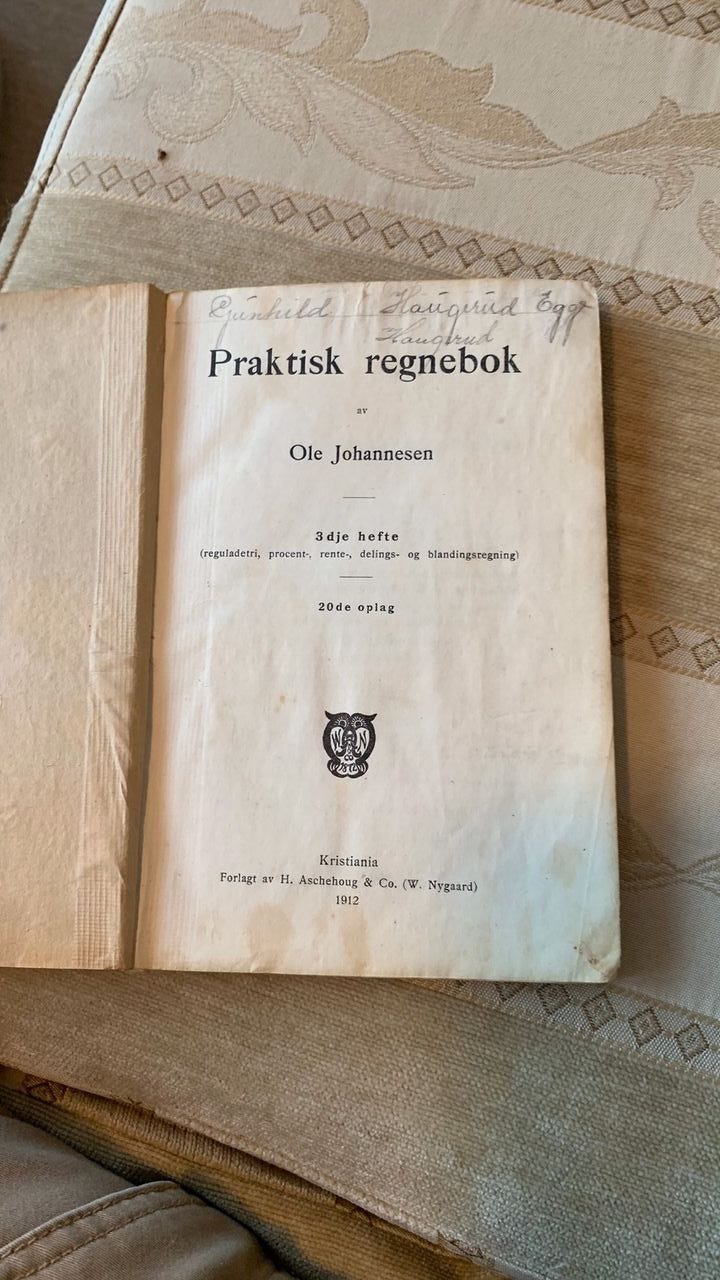 Gunhild Haugerud Egge
Haugerud
Praktisk regnebok
av
Ole Johannesen
3dje hefte
(reguladetri, procent-, rente-, delings- og blandingsregning)
20de oplag
Kristiania
Forlagt av H. Aschehoug & Co. (W. Nygaard)
1912